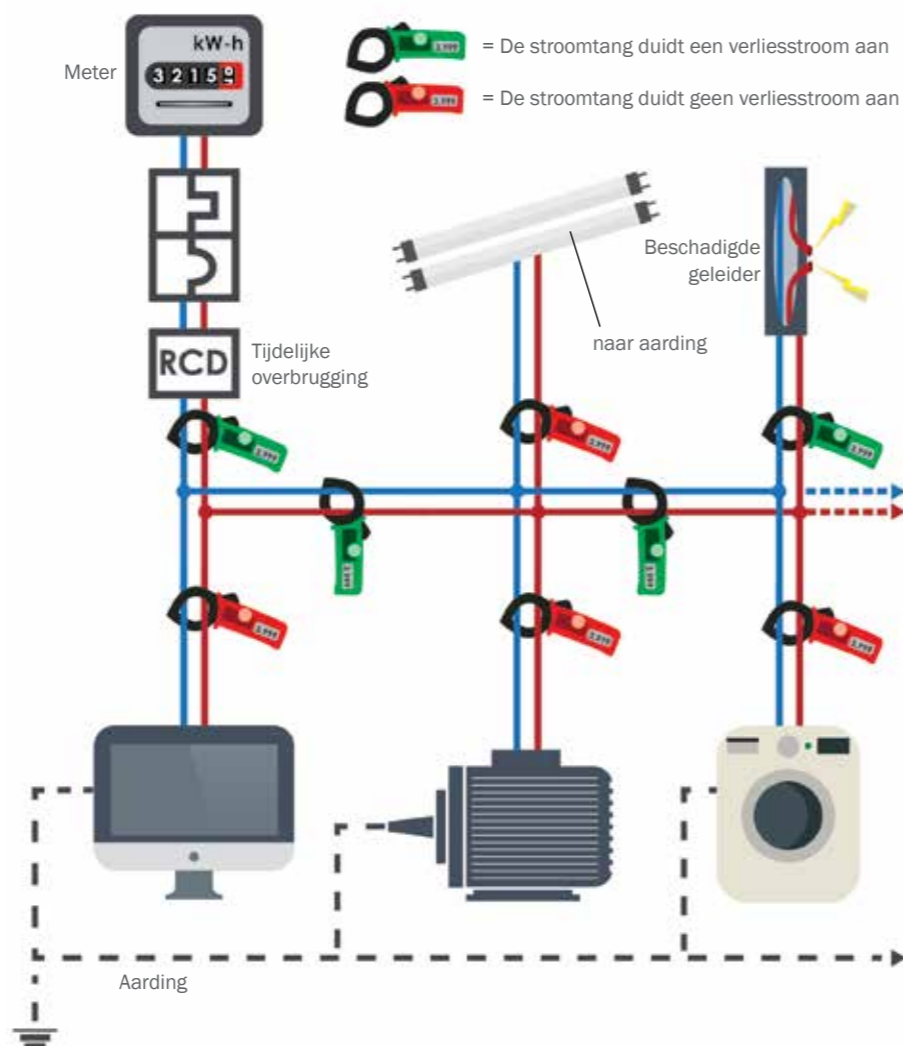 kW-h
= De stroomtang duidt een verliesstroom aan
Meter
3 2 1 5
= De stroomtang duidt geen verliesstroom aan
Beschadigde
geleider
naar aarding
RCD
Tijdelijke
overbrugging
Aarding